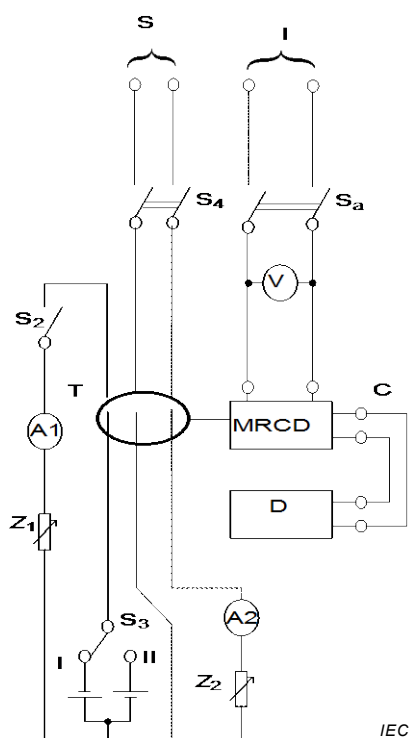 S I
S4 Sa
V
S2
T C
A1 MRCD
D
Z1
S3 A2
I II Z2
IEC